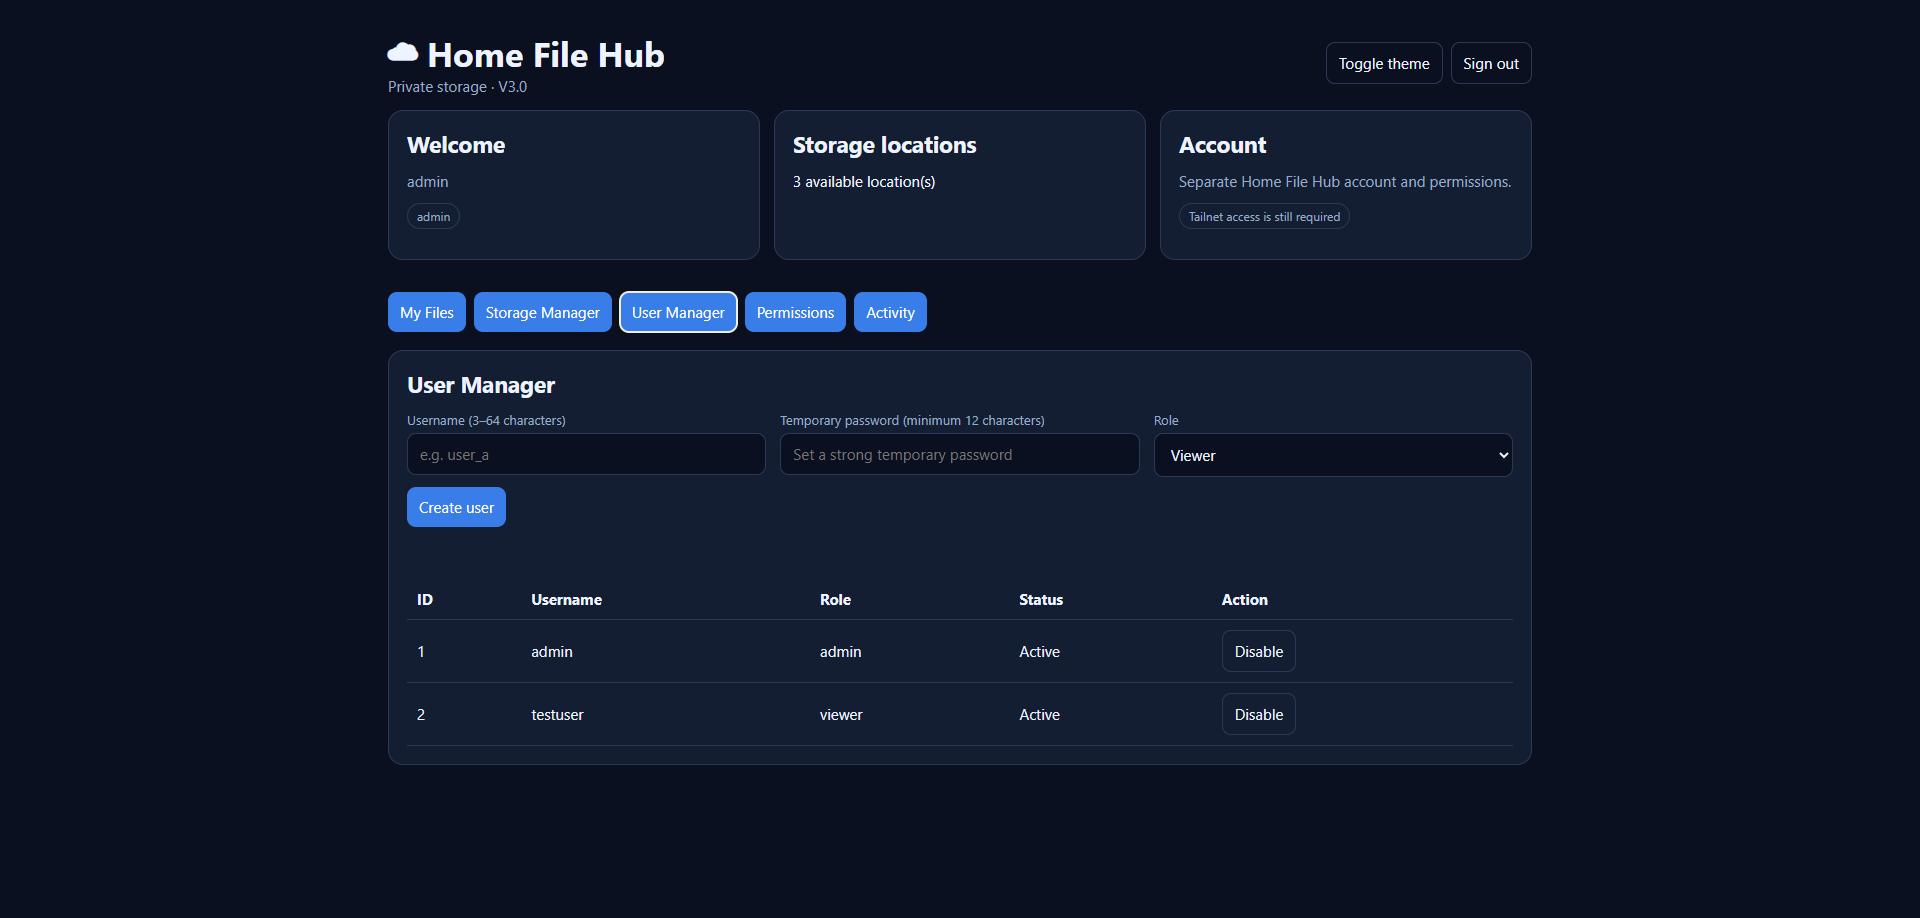 Home File Hub
Private storage · V3.0
Toggle theme
Sign out
Welcome
admin
admin
Storage locations
3 available location(s)
Account
Separate Home File Hub account and permissions.
Tailnet access is still required
My Files
Storage Manager
User Manager
Permissions
Activity
User Manager
Username (3–64 characters)
Temporary password (minimum 12 characters)
Role
e.g. user_a
Set a strong temporary password
Viewer
Create user
ID Username Role Status Action
1 admin admin Active Disable
2 testuser viewer Active Disable